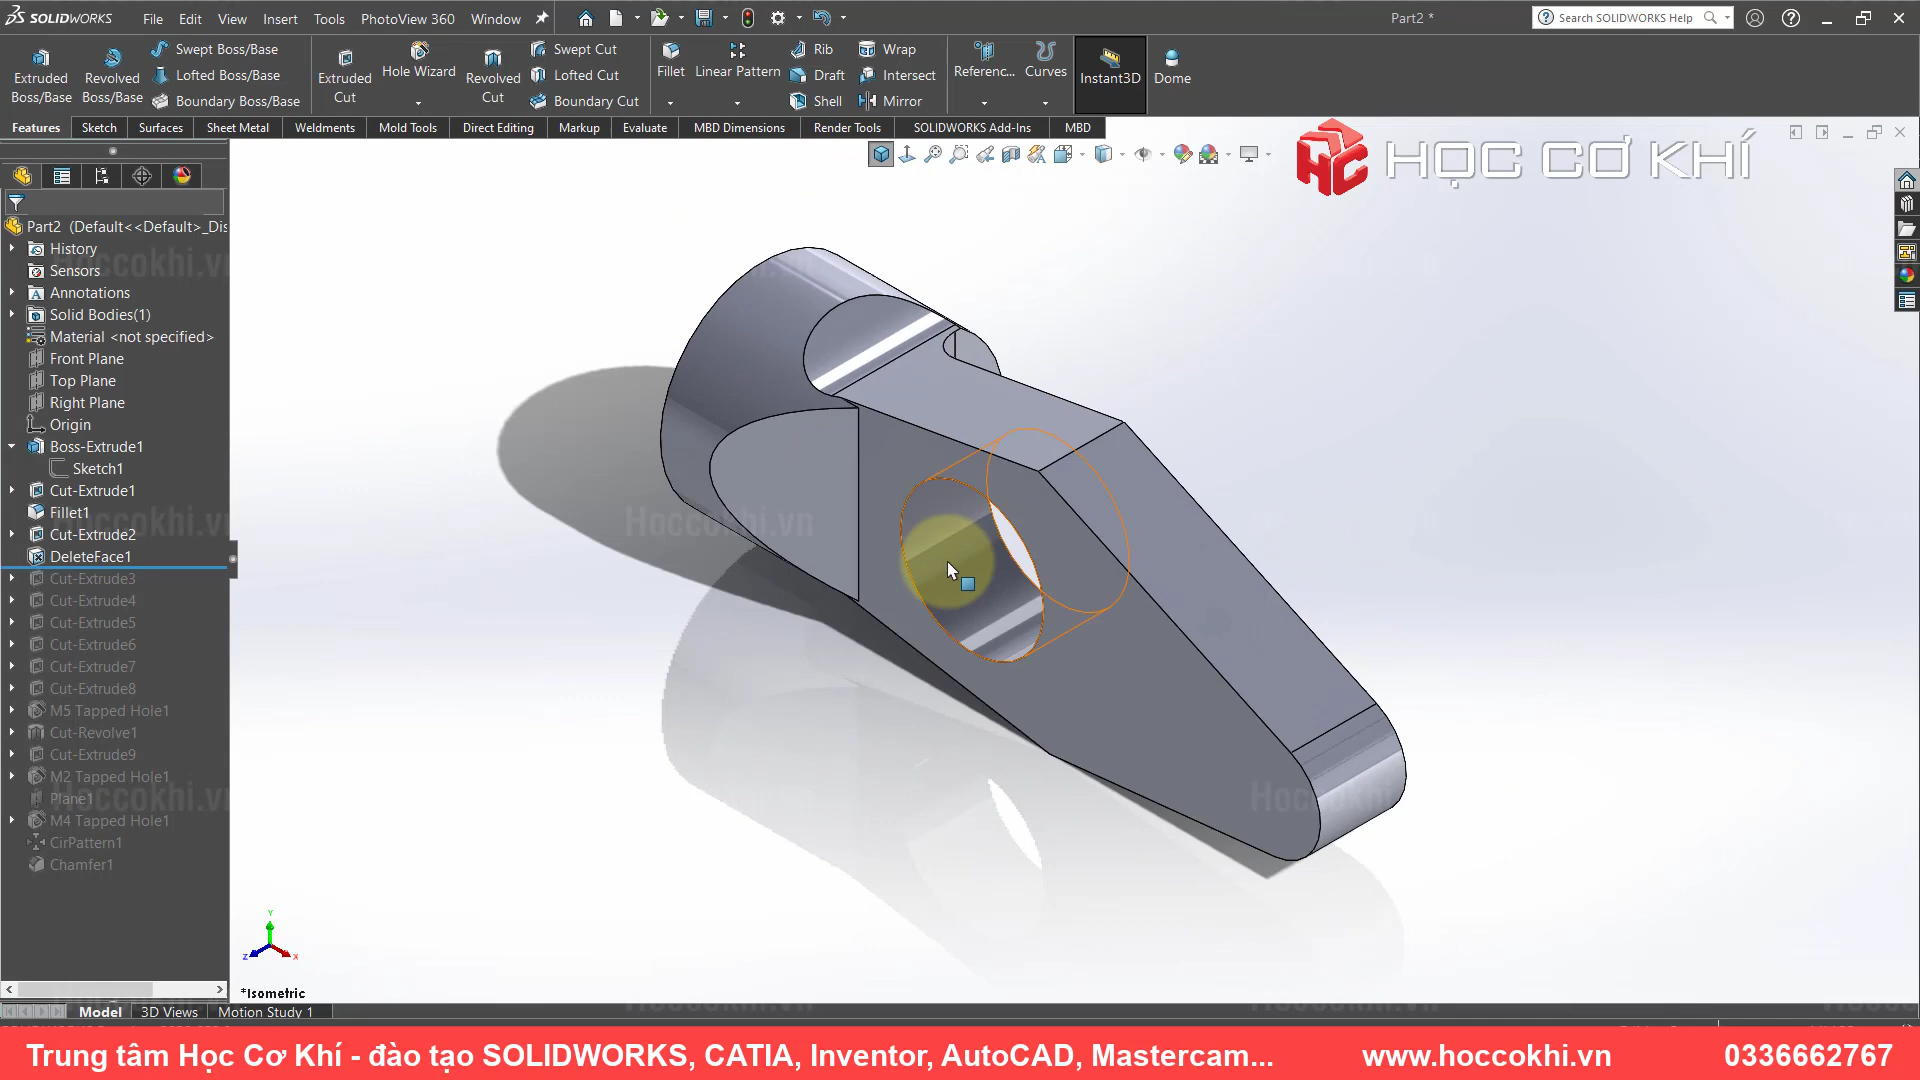 SOLIDWORKS File Edit View Insert Tools PhotoView 360 Window
Part2 *
Search SOLIDWORKS Help
Extruded Boss/Base
Revolved Boss/Base
Swept Boss/Base
Lofted Boss/Base
Boundary Boss/Base
Extruded Cut
Hole Wizard
Revolved Cut
Swept Cut
Lofted Cut
Boundary Cut
Fillet
Linear Pattern
Rib
Draft
Shell
Wrap
Intersect
Mirror
Referenc...
Curves
Instant3D
Dome
Features Sketch Surfaces Sheet Metal Weldments Mold Tools Direct Editing Markup Evaluate MBD Dimensions Render Tools SOLIDWORKS Add-Ins MBD
HC HỌC CƠ KHÍ
Part2 (Default<<Default>_Dis
History
Sensors
Annotations
Solid Bodies(1)
Material <not specified>
Front Plane
Top Plane
Right Plane
Origin
Boss-Extrude1
Sketch1
Cut-Extrude1
Fillet1
Cut-Extrude2
DeleteFace1
Cut-Extrude3
Cut-Extrude4
Cut-Extrude5
Cut-Extrude6
Cut-Extrude7
Cut-Extrude8
M5 Tapped Hole1
Cut-Revolve1
Cut-Extrude9
M2 Tapped Hole1
Plane1
M4 Tapped Hole1
CirPattern1
Chamfer1
Hoccokhi.vn
Y
Z
X
*Isometric
Model 3D Views Motion Study 1
Trung tâm Học Cơ Khí - đào tạo SOLIDWORKS, CATIA, Inventor, AutoCAD, Mastercam... www.hoccokhi.vn 0336662767